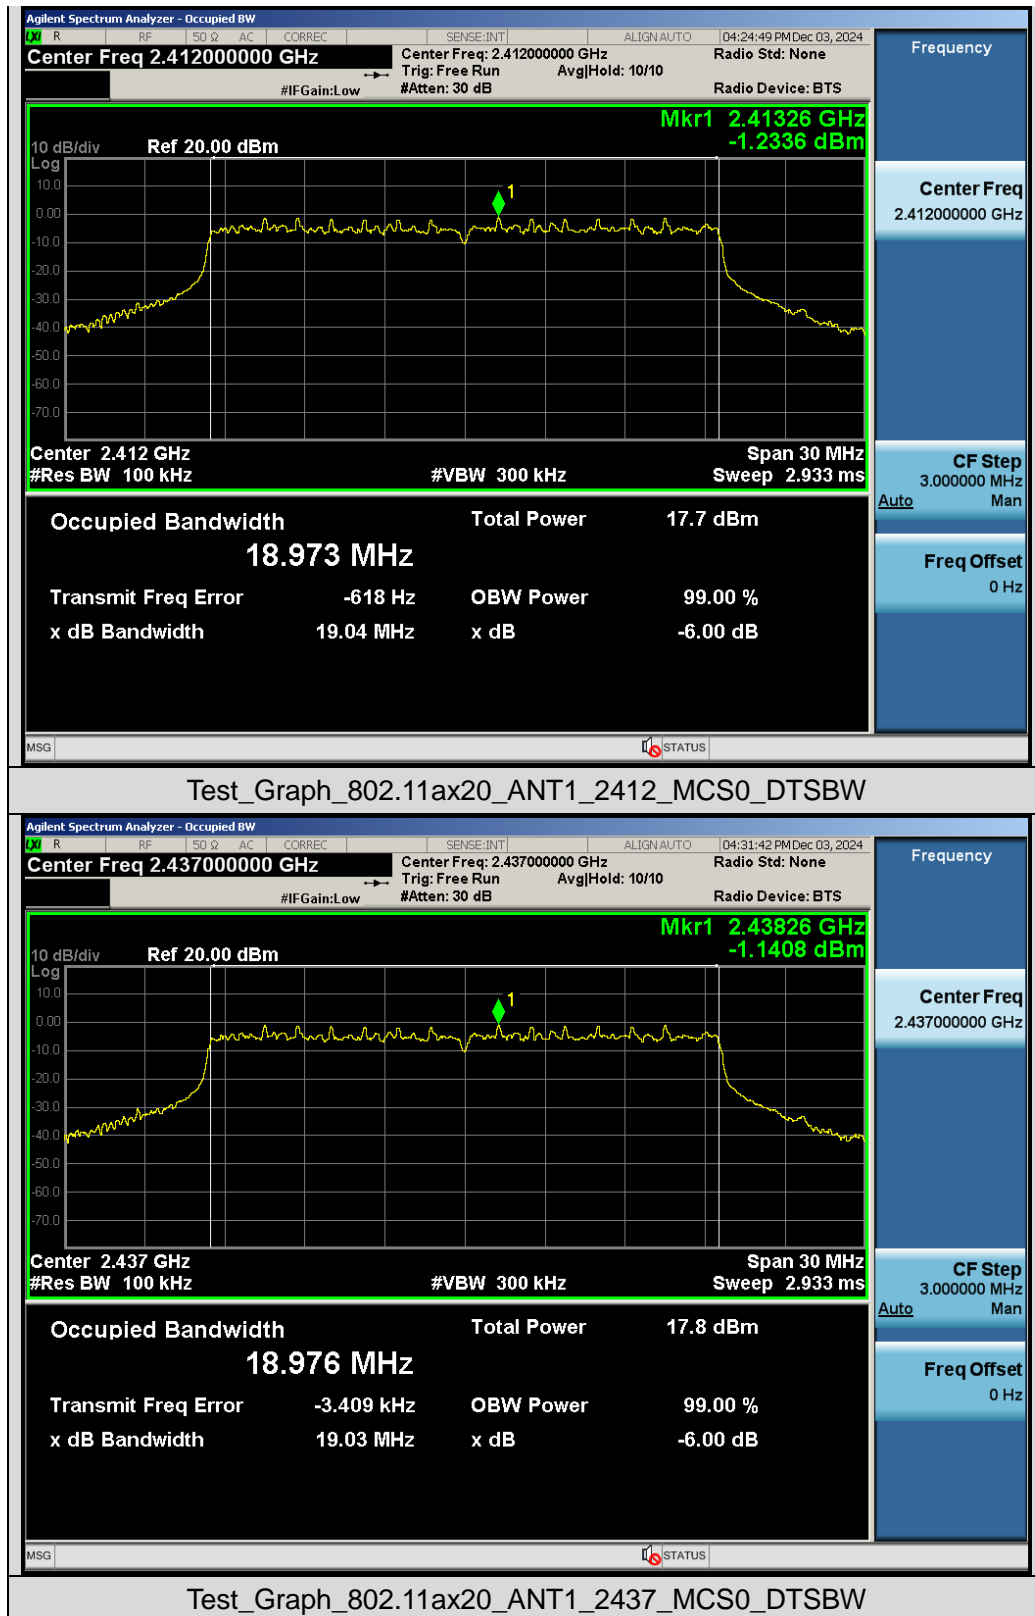 Agilent Spectrum Analyzer - Occupied BW
LXI R RF 50 Ω AC CORREC SENSE:INT ALIGN AUTO 04:24:49 PM Dec 03, 2024
Center Freq 2.412000000 GHz Center Freq: 2.412000000 GHz Radio Std: None Frequency
Trig: Free Run Avg|Hold: 10/10
#IFGain:Low #Atten: 30 dB Radio Device: BTS
Mkr1 2.41326 GHz
10 dB/div Ref 20.00 dBm -1.2336 dBm
Log
10.0
0.00
-10.0
-20.0
-30.0
-40.0
-50.0
-60.0
-70.0
1
Center Freq
2.412000000 GHz
Center 2.412 GHz Span 30 MHz
#Res BW 100 kHz #VBW 300 kHz Sweep 2.933 ms
CF Step
3.000000 MHz
Auto Man
Occupied Bandwidth Total Power 17.7 dBm
18.973 MHz
Freq Offset
0 Hz
Transmit Freq Error -618 Hz OBW Power 99.00 %
x dB Bandwidth 19.04 MHz x dB -6.00 dB
MSG STATUS
Test_Graph_802.11ax20_ANT1_2412_MCS0_DTSBW
Agilent Spectrum Analyzer - Occupied BW
LXI R RF 50 Ω AC CORREC SENSE:INT ALIGN AUTO 04:31:42 PM Dec 03, 2024
Center Freq 2.437000000 GHz Center Freq: 2.437000000 GHz Radio Std: None Frequency
Trig: Free Run Avg|Hold: 10/10
#IFGain:Low #Atten: 30 dB Radio Device: BTS
Mkr1 2.43826 GHz
10 dB/div Ref 20.00 dBm -1.1408 dBm
Log
10.0
0.00
-10.0
-20.0
-30.0
-40.0
-50.0
-60.0
-70.0
1
Center Freq
2.437000000 GHz
Center 2.437 GHz Span 30 MHz
#Res BW 100 kHz #VBW 300 kHz Sweep 2.933 ms
CF Step
3.000000 MHz
Auto Man
Occupied Bandwidth Total Power 17.8 dBm
18.976 MHz
Freq Offset
0 Hz
Transmit Freq Error -3.409 kHz OBW Power 99.00 %
x dB Bandwidth 19.03 MHz x dB -6.00 dB
MSG STATUS
Test_Graph_802.11ax20_ANT1_2437_MCS0_DTSBW